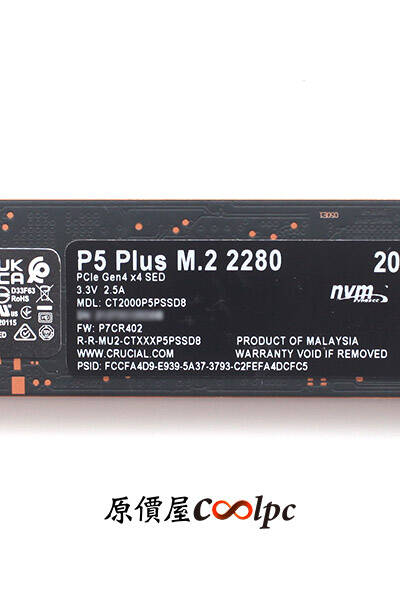 13050
P5 Plus M.2 2280
20
PCIe Gen4 x4 SED
3.3V 2.5A
MDL: CT2000P5PSSD8
nvm
EXPRESS
D33F63
RoHS
FW: P7CR402
R-R-MU2-CTXXXP5PSSD8
PRODUCT OF MALAYSIA
WWW.CRUCIAL.COM
WARRANTY VOID IF REMOVED
PSID: FCCFA4D9-E939-5A37-3793-C2FEFA4DCFC5
原價屋Coolpc